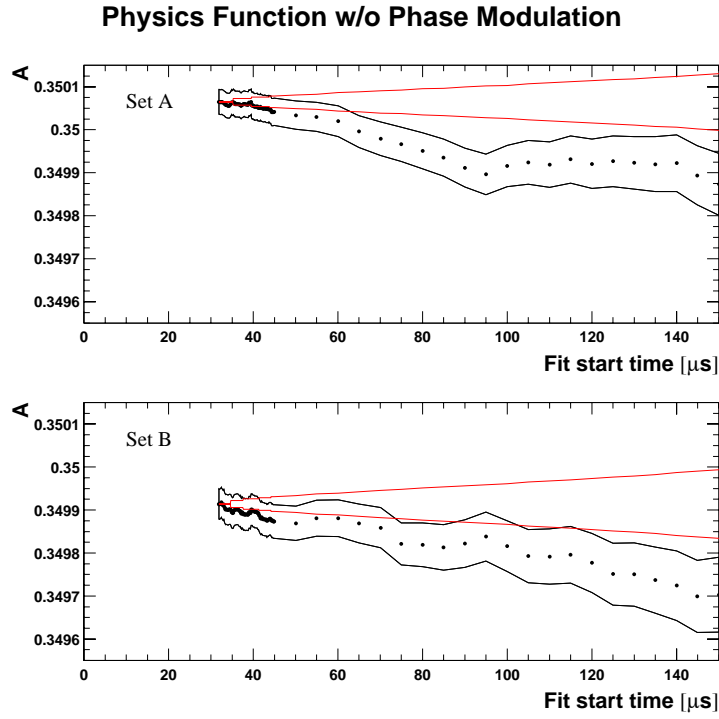 Physics Function w/o Phase Modulation
A
Set A
0.3501
0.35
0.3499
0.3498
0.3497
0.3496
0 20 40 60 80 100 120 140
Fit start time [μs]
A
Set B
0.3501
0.35
0.3499
0.3498
0.3497
0.3496
0 20 40 60 80 100 120 140
Fit start time [μs]